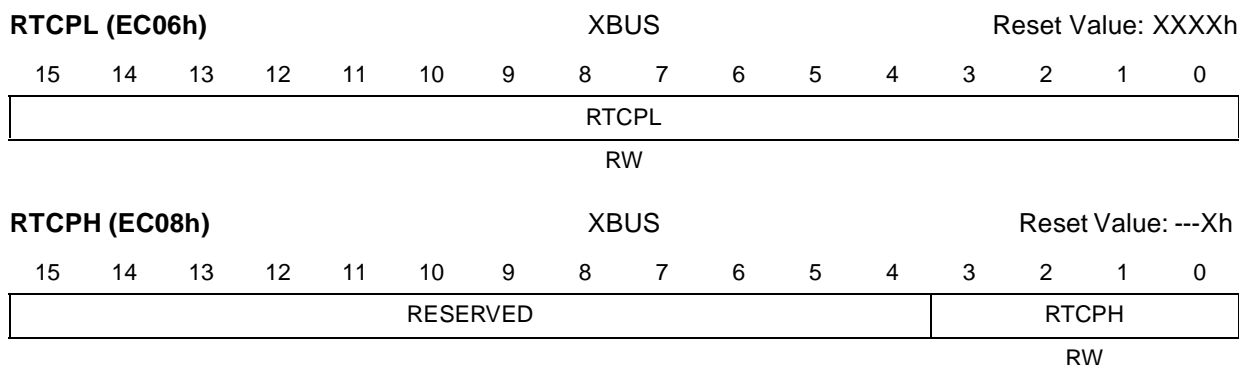 RTCPL (EC06h) XBUS Reset Value: XXXXh
15 14 13 12 11 10 9 8 7 6 5 4 3 2 1 0
RTCPL
RW
RTCPH (EC08h) XBUS Reset Value: ---Xh
15 14 13 12 11 10 9 8 7 6 5 4 3 2 1 0
RESERVED RTCPH
RW